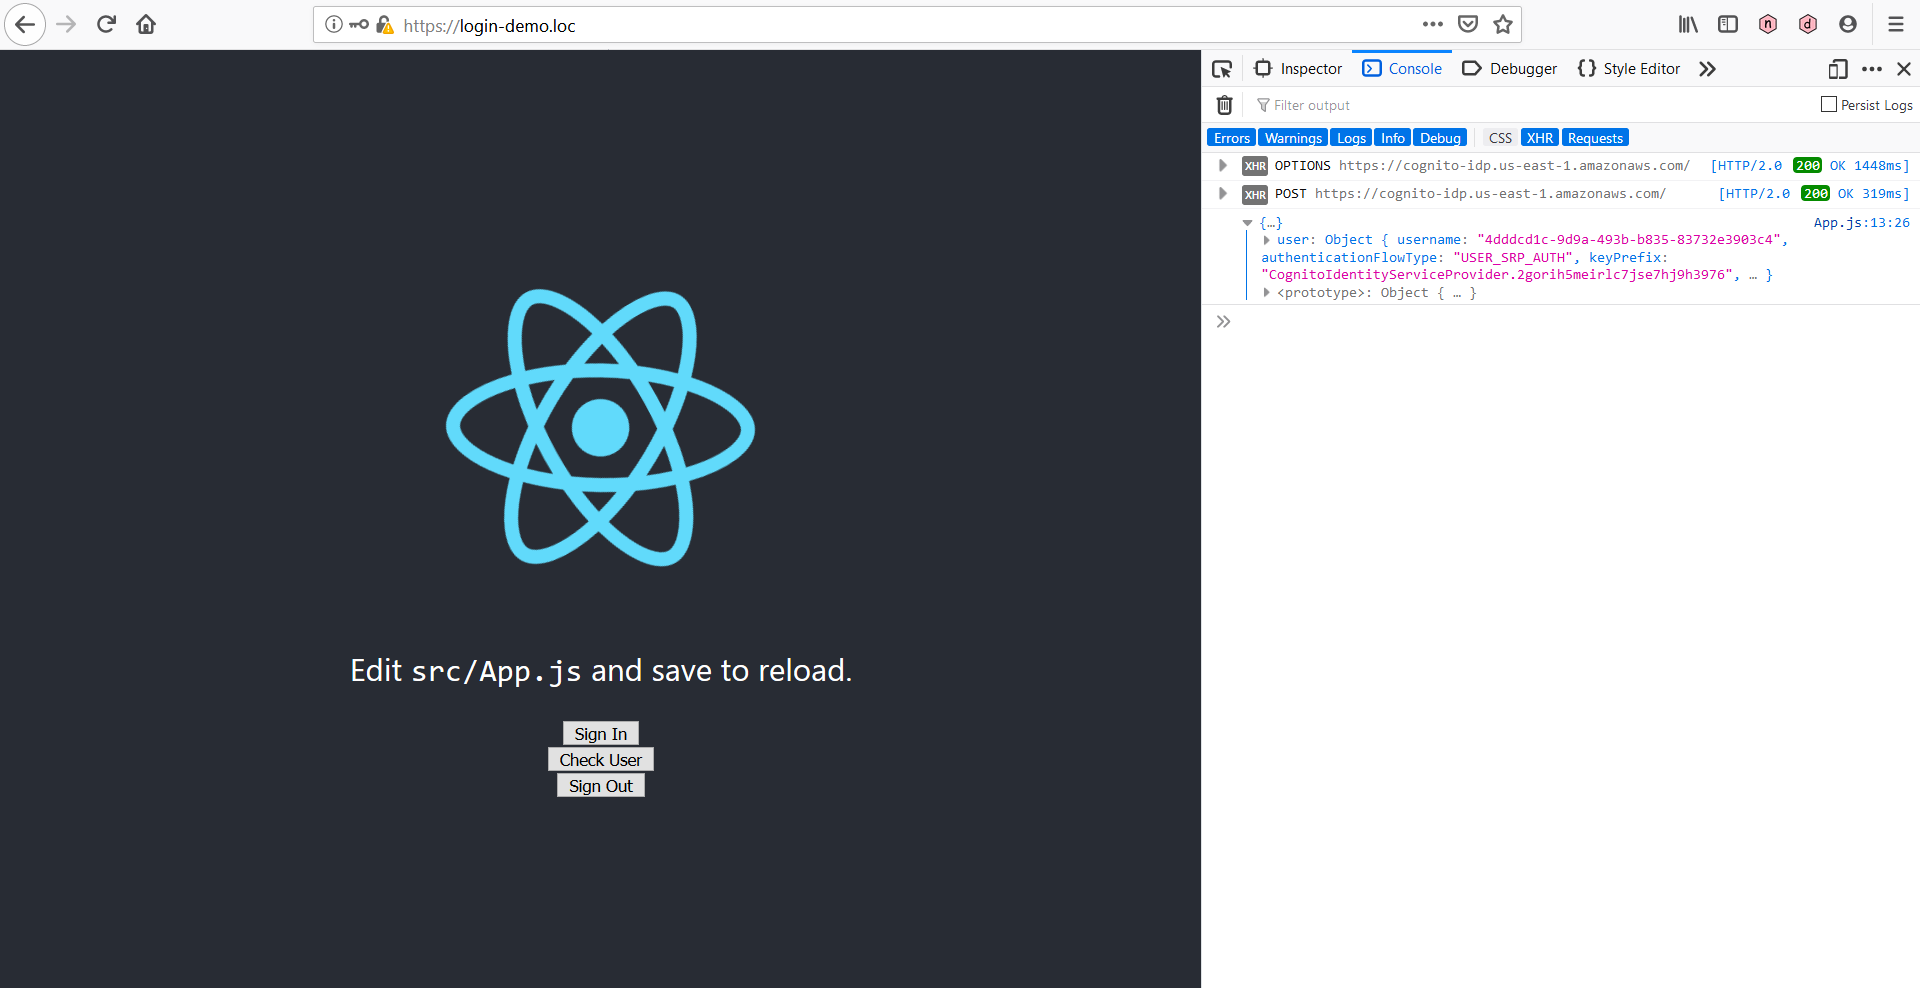 https://login-demo.loc
Inspector Console Debugger Style Editor
Filter output Persist Logs
Errors Warnings Logs Info Debug CSS XHR Requests
XHR OPTIONS https://cognito-idp.us-east-1.amazonaws.com/ [HTTP/2.0 200 OK 1448ms]
XHR POST https://cognito-idp.us-east-1.amazonaws.com/ [HTTP/2.0 200 OK 319ms]
{…} App.js:13:26
user: Object { username: "4dddcd1c-9d9a-493b-b835-83732e3903c4",
authenticationFlowType: "USER_SRP_AUTH", keyPrefix:
"CognitoIdentityServiceProvider.2gorih5meirlc7jse7hj9h3976", … }
<prototype>: Object { … }
Edit src/App.js and save to reload.
Sign In
Check User
Sign Out